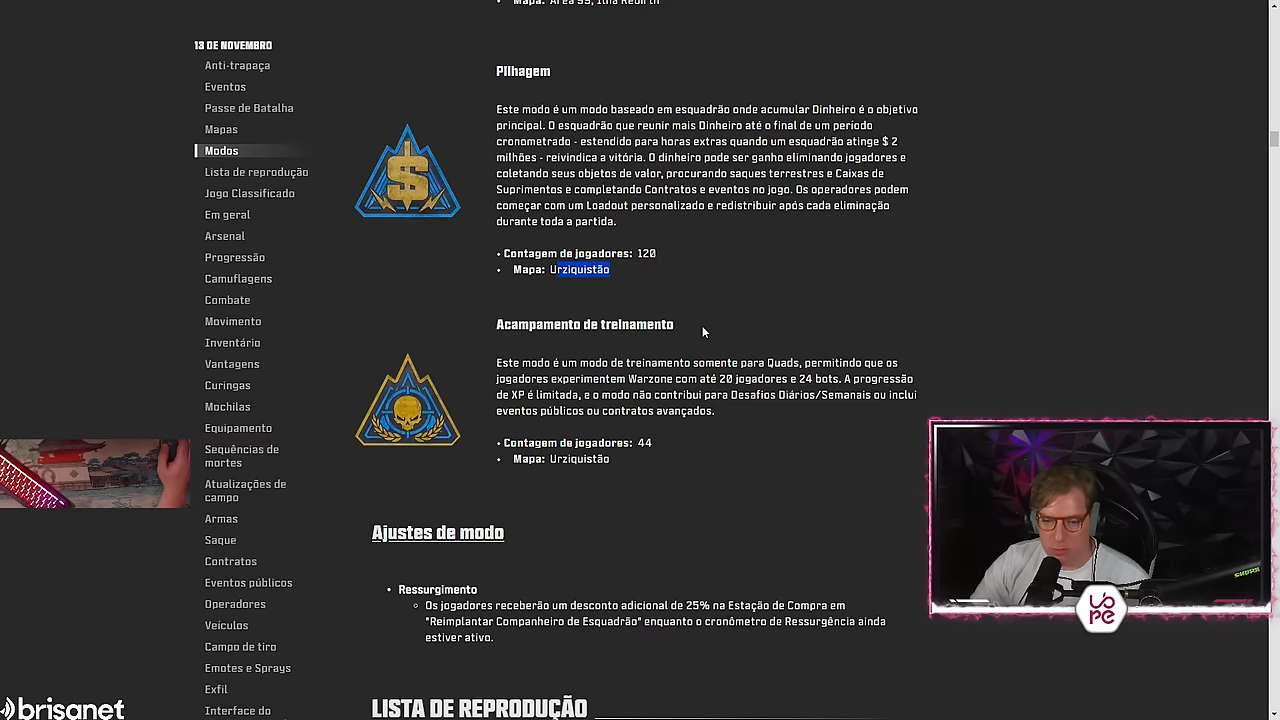 Mapa: Área 99, Ilha Rebirth
13 DE NOVEMBRO
Anti-trapaça
Eventos
Passe de Batalha
Mapas
Modos
Lista de reprodução
Jogo Classificado
Em geral
Arsenal
Progressão
Camuflagens
Combate
Movimento
Inventário
Vantagens
Curingas
Mochilas
Equipamento
Sequências de
mortes
Atualizações de
campo
Armas
Saque
Contratos
Eventos públicos
Operadores
Veículos
Campo de tiro
Emotes e Sprays
Exfil
Interface do
Pilhagem
Este modo é um modo baseado em esquadrão onde acumular Dinheiro é o objetivo
principal. O esquadrão que reunir mais Dinheiro até o final de um período
cronometrado - estendido para horas extras quando um esquadrão atinge $ 2
milhões - reivindica a vitória. O dinheiro pode ser ganho eliminando jogadores e
coletando seus objetos de valor, procurando saques terrestres e Caixas de
Suprimentos e completando Contratos e eventos no jogo. Os operadores podem
começar com um Loadout personalizado e redistribuir após cada eliminação
durante toda a partida.
• Contagem de jogadores: 120
• Mapa: Urziquistão
Acampamento de treinamento
Este modo é um modo de treinamento somente para Quads, permitindo que os
jogadores experimentem Warzone com até 20 jogadores e 24 bots. A progressão
de XP é limitada, e o modo não contribui para Desafios Diários/Semanais ou inclui
eventos públicos ou contratos avançados.
• Contagem de jogadores: 44
• Mapa: Urziquistão
Ajustes de modo
• Ressurgimento
○ Os jogadores receberão um desconto adicional de 25% na Estação de Compra em
"Reimplantar Companheiro de Esquadrão" enquanto o cronômetro de Ressurgência ainda
estiver ativo.
LISTA DE REPRODUÇÃO
brisanet
SHURE